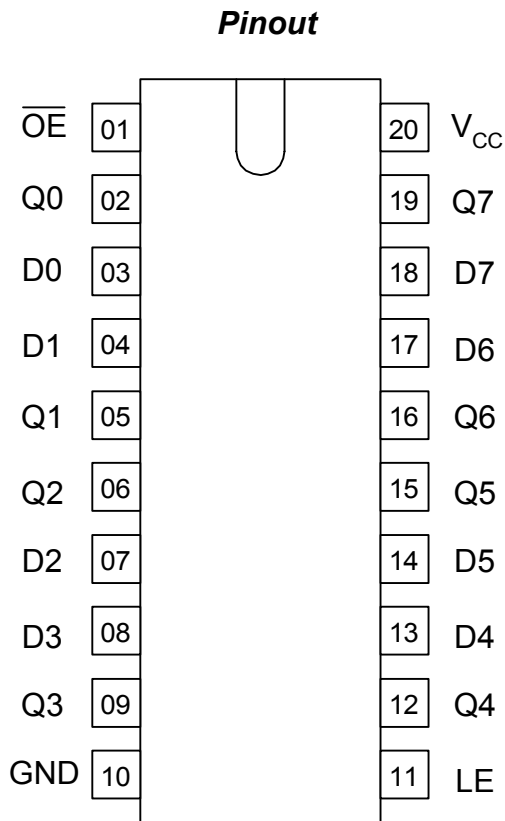 Pinout
O̅E̅ 01 20 VCC
Q0 02 19 Q7
D0 03 18 D7
D1 04 17 D6
Q1 05 16 Q6
Q2 06 15 Q5
D2 07 14 D5
D3 08 13 D4
Q3 09 12 Q4
GND 10 11 LE